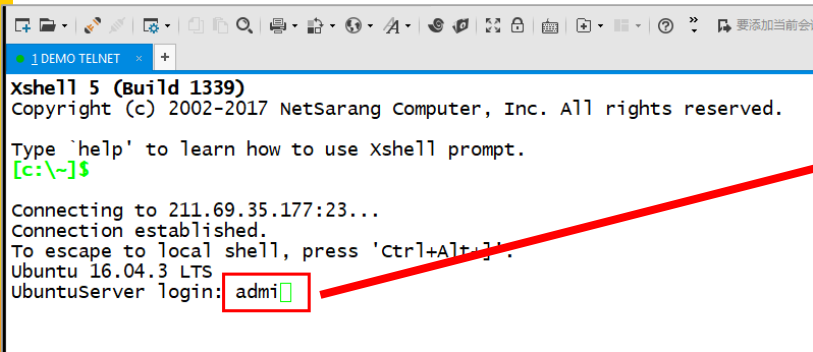 要添加当前会
1 DEMO TELNET
Xshell 5 (Build 1339)
Copyright (c) 2002-2017 NetSarang Computer, Inc. All rights reserved.
Type `help' to learn how to use Xshell prompt.
[c:\~]$
Connecting to 211.69.35.177:23...
Connection established.
To escape to local shell, press 'Ctrl+Alt+]'.
Ubuntu 16.04.3 LTS
UbuntuServer login: admi